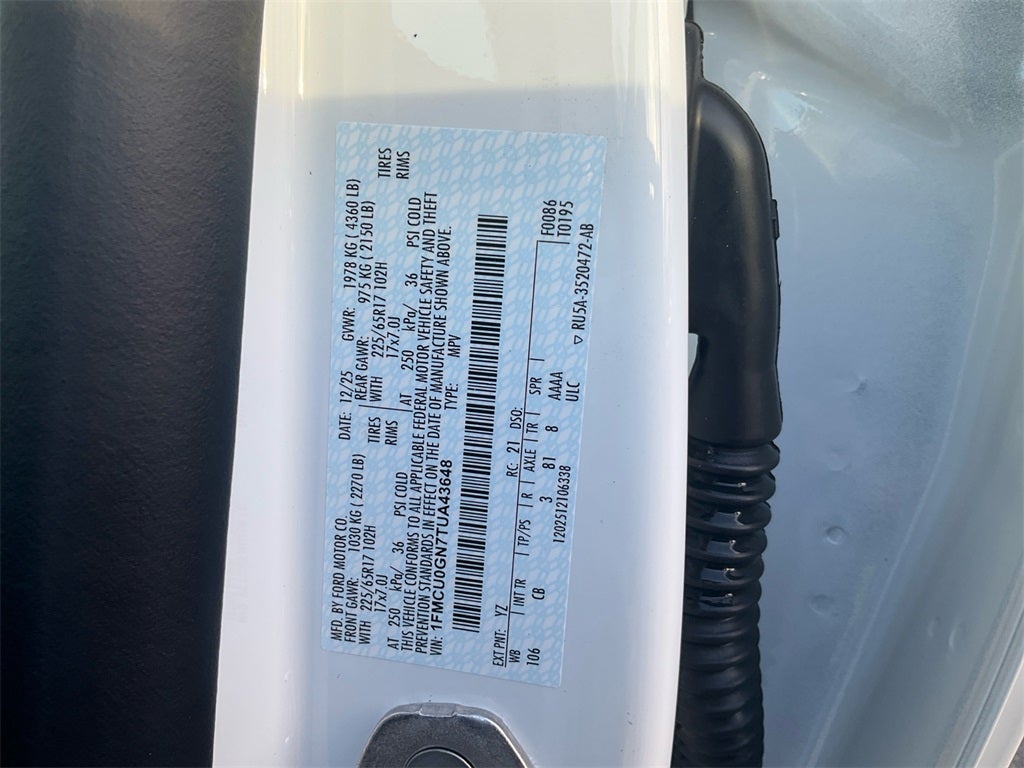 MFD. BY FORD MOTOR CO. DATE: 12/25 GVWR: 1978 KG ( 4360 LB)
FRONT GAWR: 1030 KG ( 2270 LB) REAR GAWR: 975 KG ( 2150 LB)
WITH 225/65R17 102H TIRES WITH 225/65R17 102H TIRES
17x7.0J RIMS 17x7.0J RIMS
AT 250 kPa/ 36 PSI COLD AT 250 kPa/ 36 PSI COLD
THIS VEHICLE CONFORMS TO ALL APPLICABLE FEDERAL MOTOR VEHICLE SAFETY AND THEFT
PREVENTION STANDARDS IN EFFECT ON THE DATE OF MANUFACTURE SHOWN ABOVE.
VIN: 1FMCU0GN7TUA43648 TYPE: MPV
EXT PNT: YZ RC: 21 DSO: F0086
WB INT TR TP/PS R AXLE TR SPR T0195
106 CB 3 81 8 AAAA
1202512106338 ULC ▽ RU5A-3520472-AB